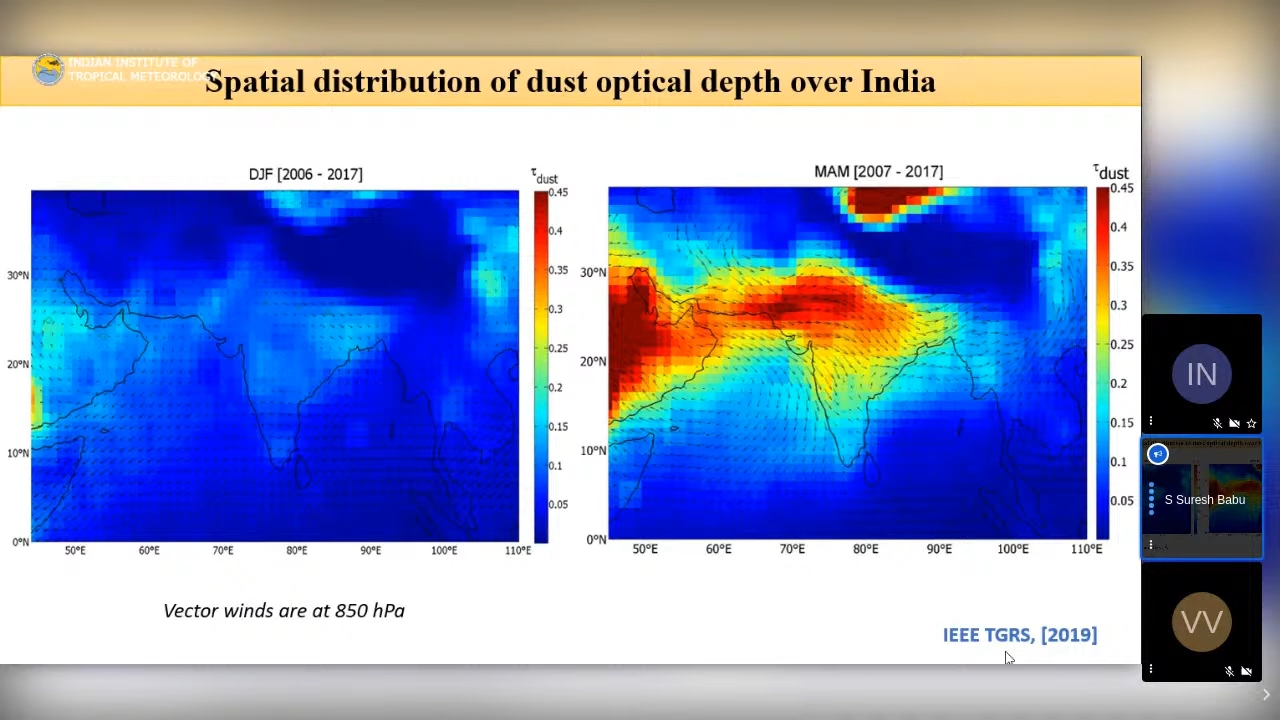 INDIAN INSTITUTE OF
TROPICAL METEOROLOGY
Spatial distribution of dust optical depth over India
DJF [2006 - 2017]
τdust
0.45
0.4
0.35
0.3
0.25
0.2
0.15
0.1
0.05
30°N
20°N
10°N
0°N
50°E 60°E 70°E 80°E 90°E 100°E 110°E
MAM [2007 - 2017]
τdust
0.45
0.4
0.35
0.3
0.25
0.2
0.15
0.1
0.05
30°N
20°N
10°N
0°N
50°E 60°E 70°E 80°E 90°E 100°E 110°E
Vector winds are at 850 hPa
IEEE TGRS, [2019]
IN
S Suresh Babu
VV